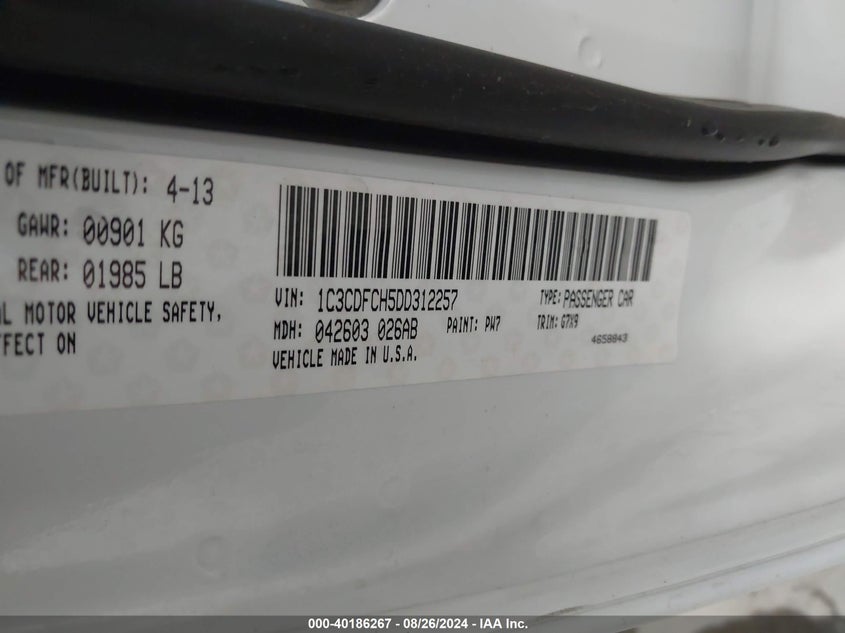 OF MFR(BUILT): 4-13
GAWR: 00901 KG
REAR: 01985 LB
MOTOR VEHICLE SAFETY,
ON
VIN: 1C3CDFCH5DD312257 TYPE: PASSENGER CAR
MDH: 042603 026AB PAINT: PW7 TRIM: G7X9
VEHICLE MADE IN U.S.A. 4658843
000-40186267 - 08/26/2024 - IAA Inc.